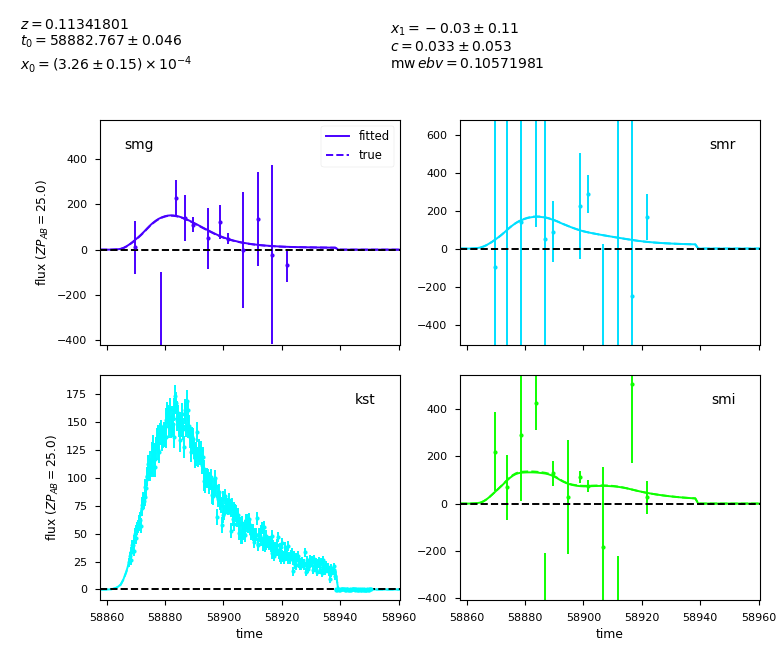 z = 0.11341801
t₀ = 58882.767 ± 0.046
x₀ = (3.26 ± 0.15) × 10⁻⁴
x₁ = −0.03 ± 0.11
c = 0.033 ± 0.053
mw ebv = 0.10571981
smg
fitted
true
400
200
0
−200
−400
flux (ZP_AB = 25.0)
smr
600
400
200
0
−200
−400
kst
175
150
125
100
75
50
25
0
flux (ZP_AB = 25.0)
58860 58880 58900 58920 58940 58960
time
smi
400
200
0
−200
−400
58860 58880 58900 58920 58940 58960
time